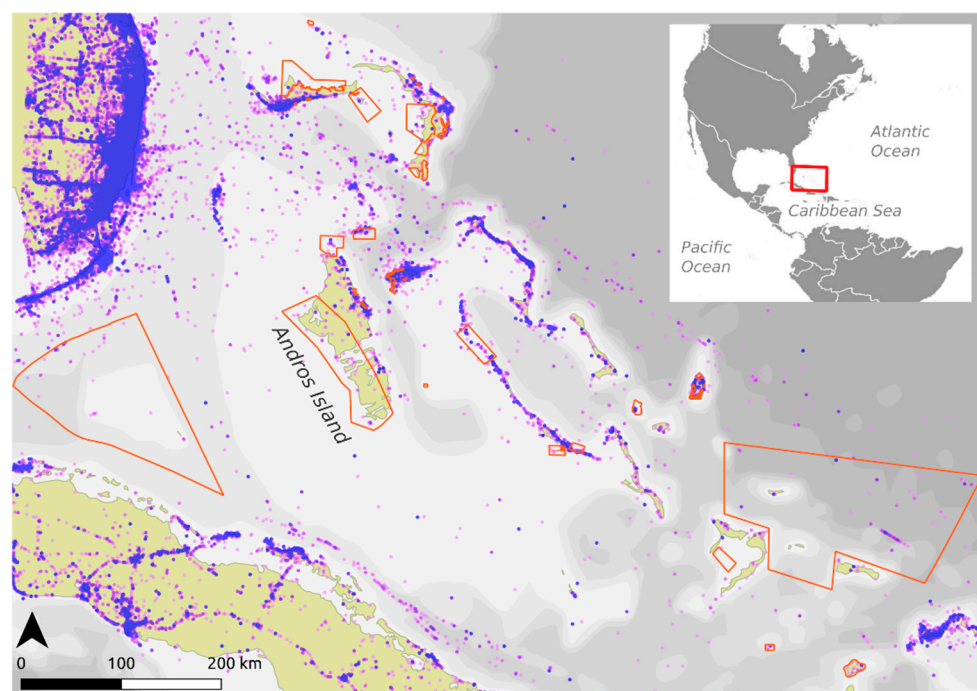 Atlantic
Ocean
Caribbean Sea
Pacific
Ocean
Andros Island
0 100 200 km